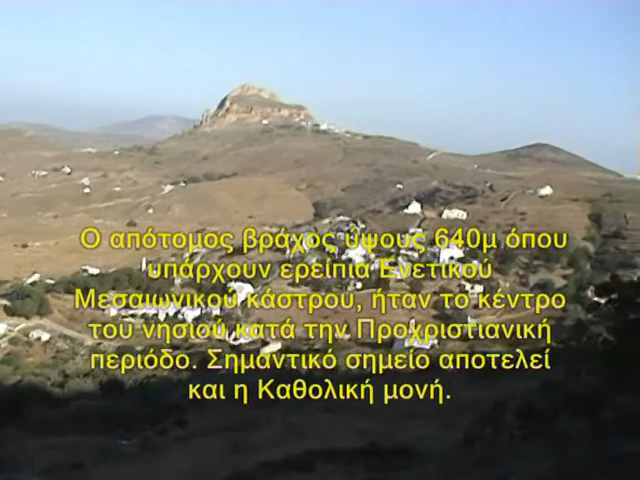 Ο απότομος βράχος ύψους 640μ όπου
υπάρχουν ερείπια Ενετικού
Μεσαιωνικού κάστρου, ήταν το κέντρο
του νησιού κατά την Προχριστιανική
περιόδο. Σημαντικό σημείο αποτελεί
και η Καθολική μονή.